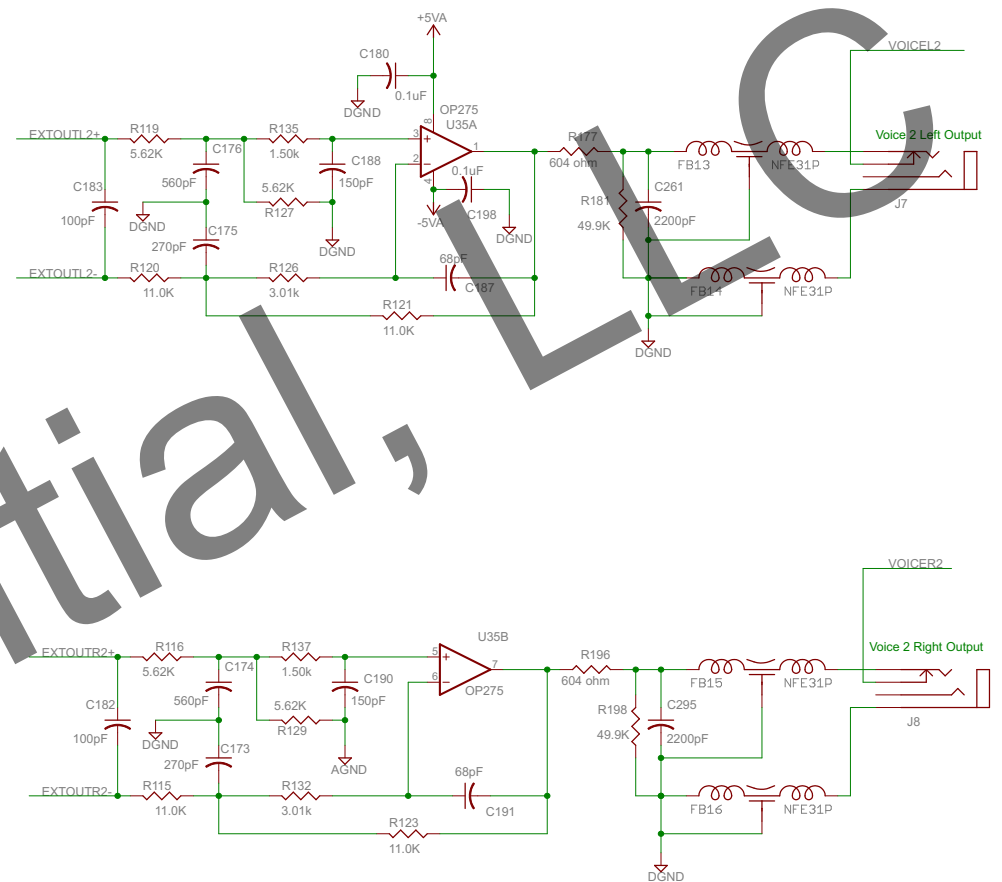 +5VA
C180
0.1uF
DGND
OP275
U35A
VOICEL2
EXTOUTL2+
R119
5.62K
C176
560pF
R135
1.50k
C188
150pF
3
2
8
4
1
0.1uF
C198
-5VA
DGND
R177
604 ohm
FB13
NFE31P
Voice 2 Left Output
J7
C183
100pF
DGND
5.62K
R127
DGND
R181
49.9K
C261
2200pF
270pF
C175
EXTOUTL2-
R120
11.0K
R126
3.01k
68pF
C187
FB14
NFE31P
R121
11.0K
DGND
tial, LLC
VOICER2
Voice 2 Right Output
U35B
EXTOUTR2+
R116
5.62K
C174
560pF
R137
1.50k
C190
150pF
5
6
7
OP275
R196
604 ohm
FB15
NFE31P
J8
C182
100pF
DGND
5.62K
R129
AGND
R198
49.9K
C295
2200pF
C173
270pF
EXTOUTR2-
R115
11.0K
R132
3.01k
68pF
C191
FB16
NFE31P
R123
11.0K
DGND